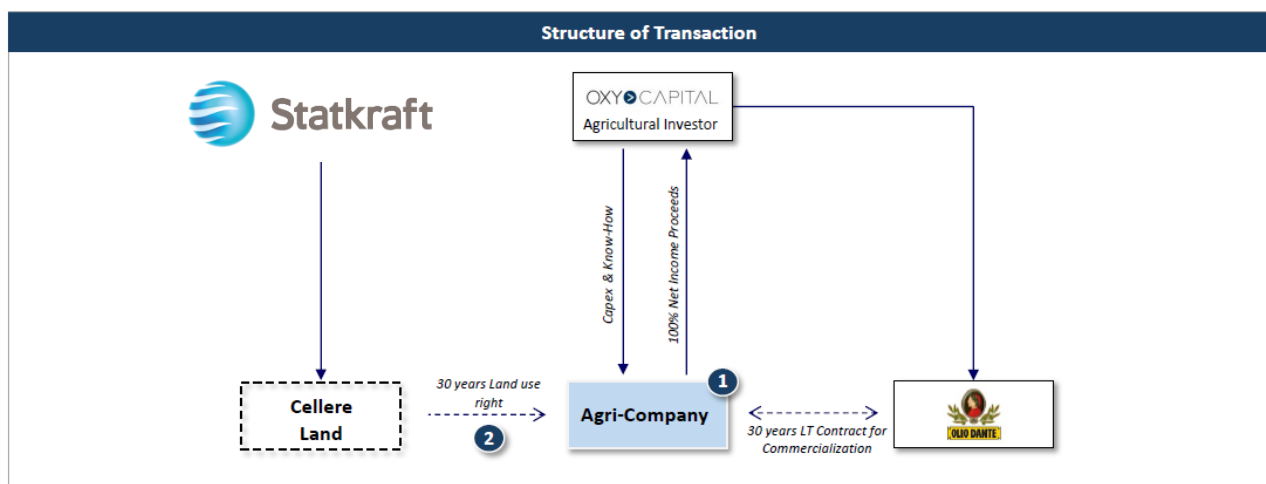 Structure of Transaction
Statkraft
OXY CAPITAL
Agricultural Investor
Capex & Know-How
100% Net Income Proceeds
Cellere
Land
30 years Land use
right
2
Agri-Company
1
30 years LT Contract for
Commercialization
OLIO DANTE